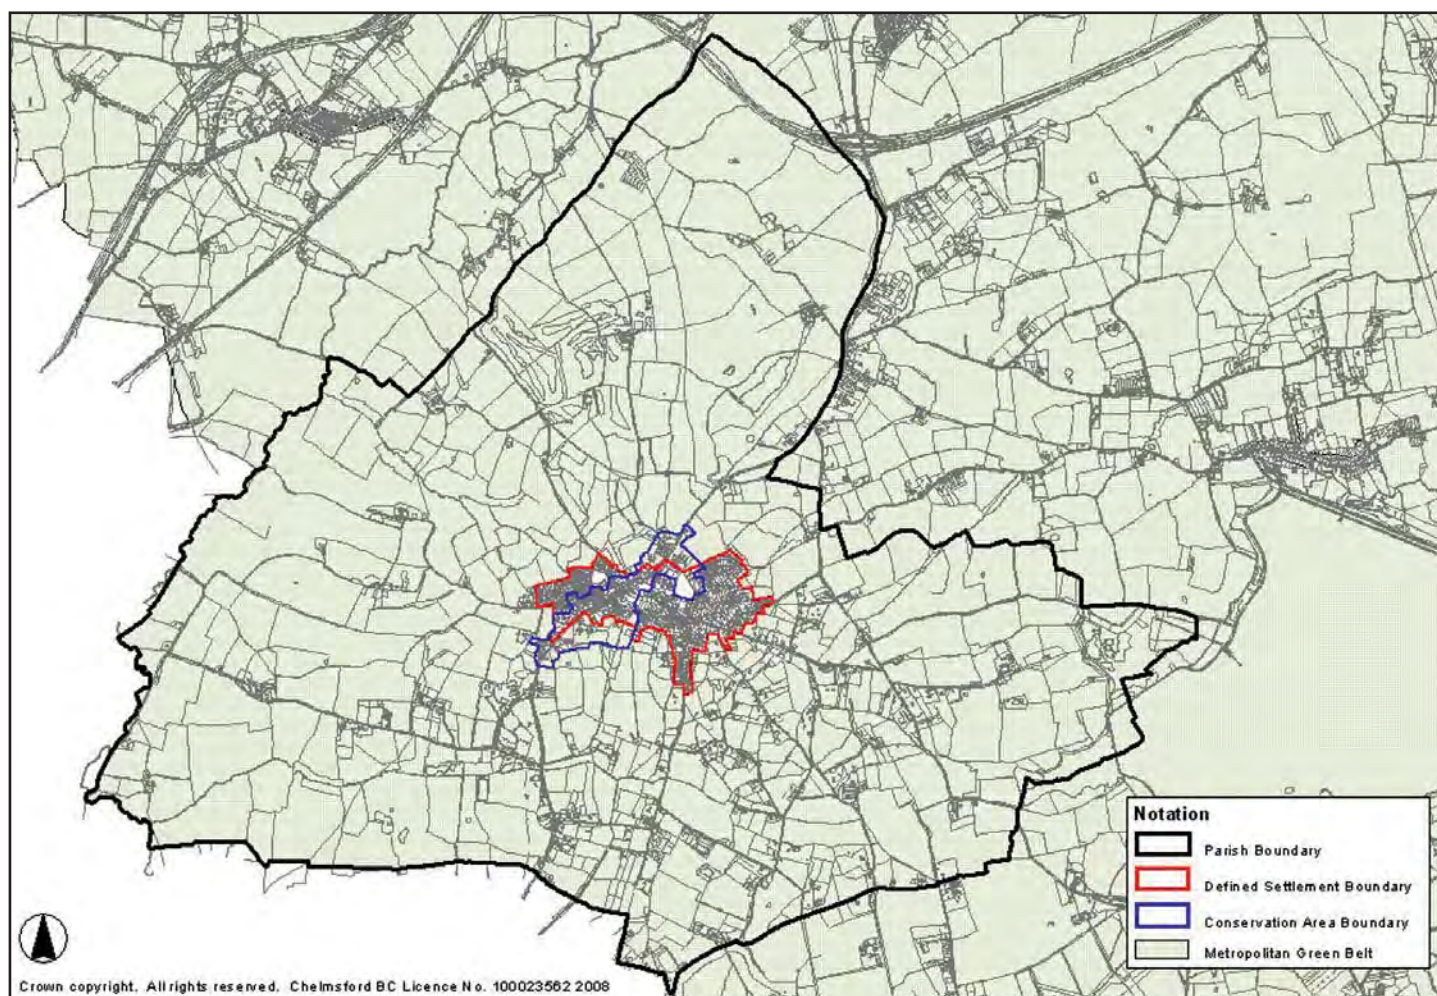 Notation
Parish Boundary
Defined Settlement Boundary
Conservation Area Boundary
Metropolitan Green Belt
Crown copyright. All rights reserved. Chelmsford BC Licence No. 100023562 2008